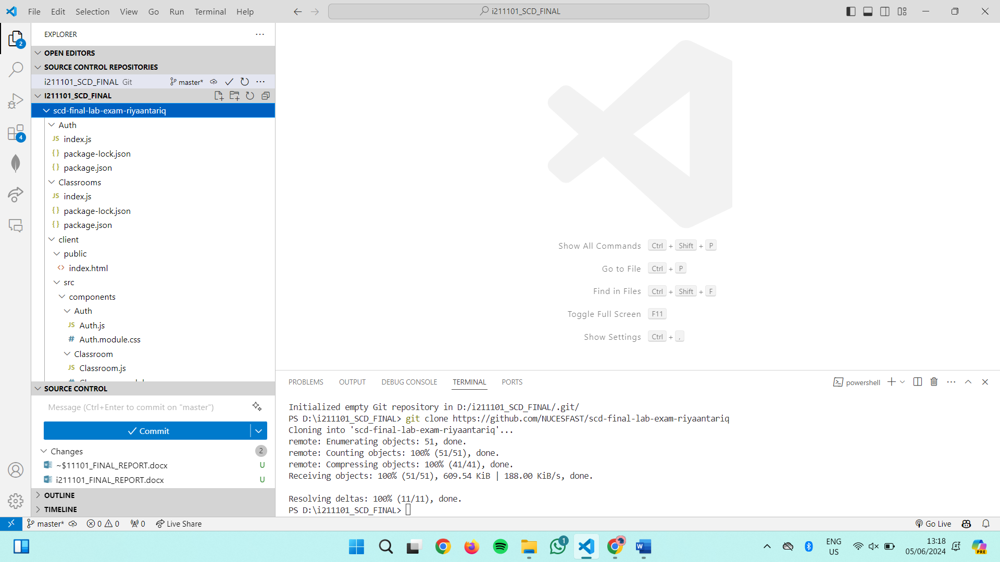 File Edit Selection View Go Run Terminal Help
i211101_SCD_FINAL
EXPLORER
OPEN EDITORS
SOURCE CONTROL REPOSITORIES
i211101_SCD_FINAL Git master*
I211101_SCD_FINAL
scd-final-lab-exam-riyaantariq
Auth
JS index.js
{} package-lock.json
{} package.json
Classrooms
JS index.js
{} package-lock.json
{} package.json
client
public
<> index.html
src
components
Auth
JS Auth.js
# Auth.module.css
Classroom
JS Classroom.js
SOURCE CONTROL
Message (Ctrl+Enter to commit on "master")
Commit
Changes 2
~$11101_FINAL_REPORT.docx U
i211101_FINAL_REPORT.docx U
OUTLINE
TIMELINE
2
4
Show All Commands Ctrl + Shift + P
Go to File Ctrl + P
Find in Files Ctrl + Shift + F
Toggle Full Screen F11
Show Settings Ctrl + ,
PROBLEMS OUTPUT DEBUG CONSOLE TERMINAL PORTS
powershell
Initialized empty Git repository in D:/i211101_SCD_FINAL/.git/
PS D:\i211101_SCD_FINAL> git clone https://github.com/NUCESFAST/scd-final-lab-exam-riyaantariq
Cloning into 'scd-final-lab-exam-riyaantariq'...
remote: Enumerating objects: 51, done.
remote: Counting objects: 100% (51/51), done.
remote: Compressing objects: 100% (41/41), done.
Receiving objects: 100% (51/51), 609.54 KiB | 188.00 KiB/s, done.
Resolving deltas: 100% (11/11), done.
PS D:\i211101_SCD_FINAL>
master* 0 0 0 Live Share
Go Live
1
ENG
US
13:18
05/06/2024
PRE